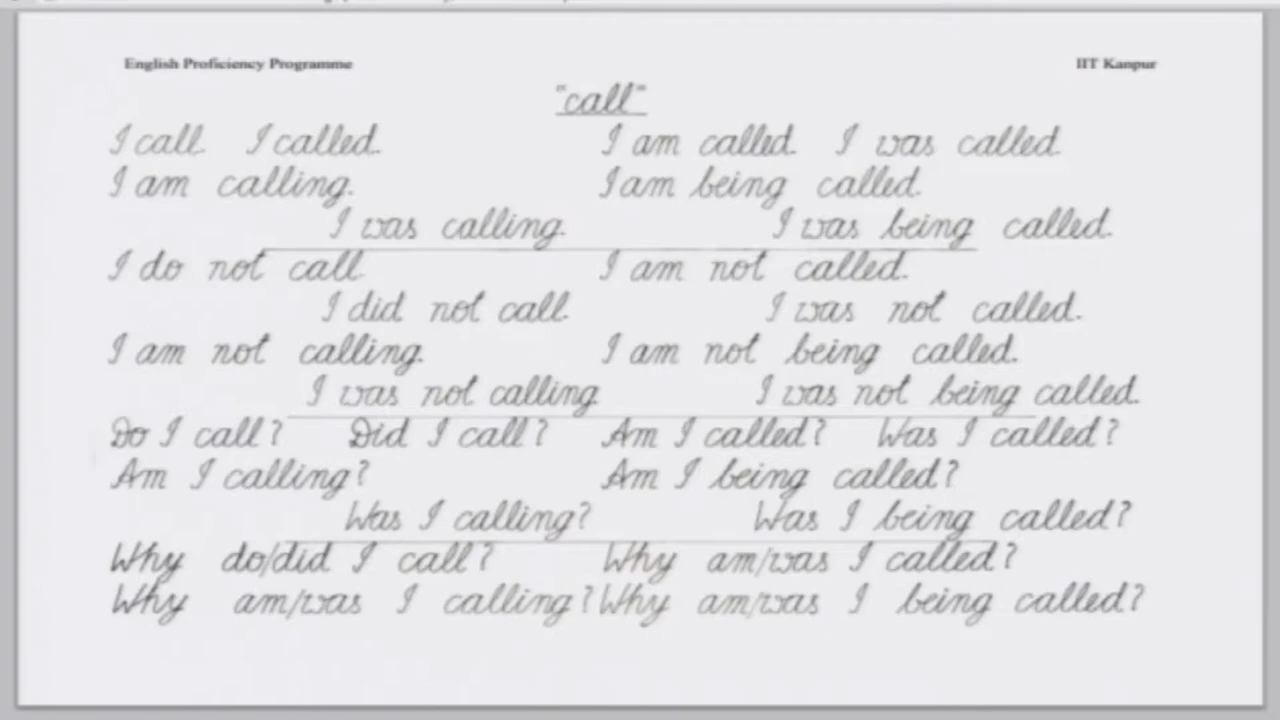 English Proficiency Programme IIT Kanpur
"call"
I call. I called. I am called. I was called.
I am calling. I am being called.
I was calling. I was being called.
I do not call. I am not called.
I did not call. I was not called.
I am not calling. I am not being called.
I was not calling. I was not being called.
Do I call? Did I call? Am I called? Was I called?
Am I calling? Am I being called?
Was I calling? Was I being called?
Why do/did I call? Why am/was I called?
Why am/was I calling? Why am/was I being called?